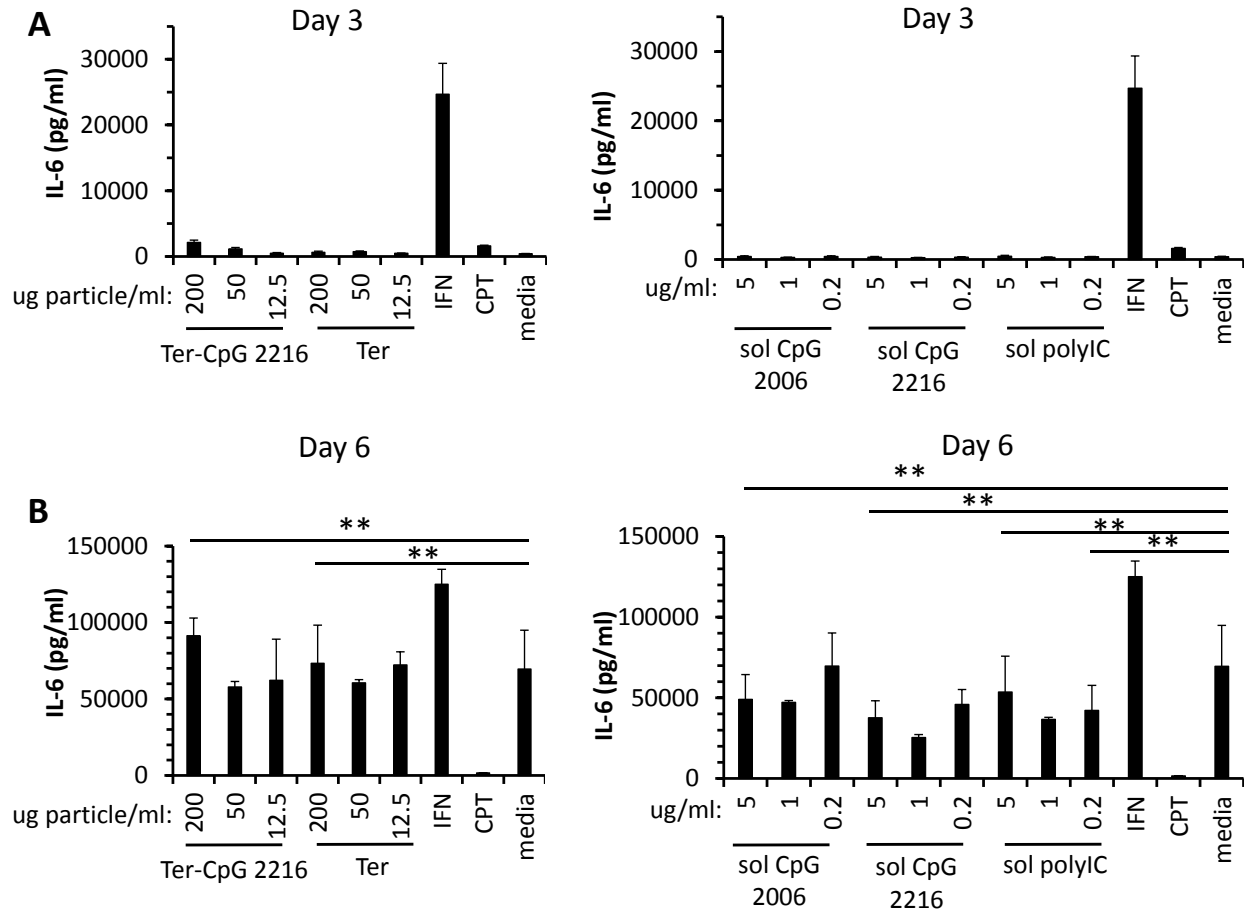 A
Day 3
IL-6 (pg/ml)
30000
20000
10000
0
ug particle/ml:
200
50
12.5
200
50
12.5
IFN
CPT
media
Ter-CpG 2216
Ter
Day 3
IL-6 (pg/ml)
30000
25000
20000
15000
10000
5000
0
ug/ml:
5
1
0.2
5
1
0.2
5
1
0.2
IFN
CPT
media
sol CpG
2006
sol CpG
2216
sol polyIC
B
Day 6
**
**
IL-6 (pg/ml)
150000
100000
50000
0
ug particle/ml:
200
50
12.5
200
50
12.5
IFN
CPT
media
Ter-CpG 2216
Ter
Day 6
**
**
**
**
IL-6 (pg/ml)
150000
100000
50000
0
ug/ml:
5
1
0.2
5
1
0.2
5
1
0.2
IFN
CPT
media
sol CpG
2006
sol CpG
2216
sol polyIC